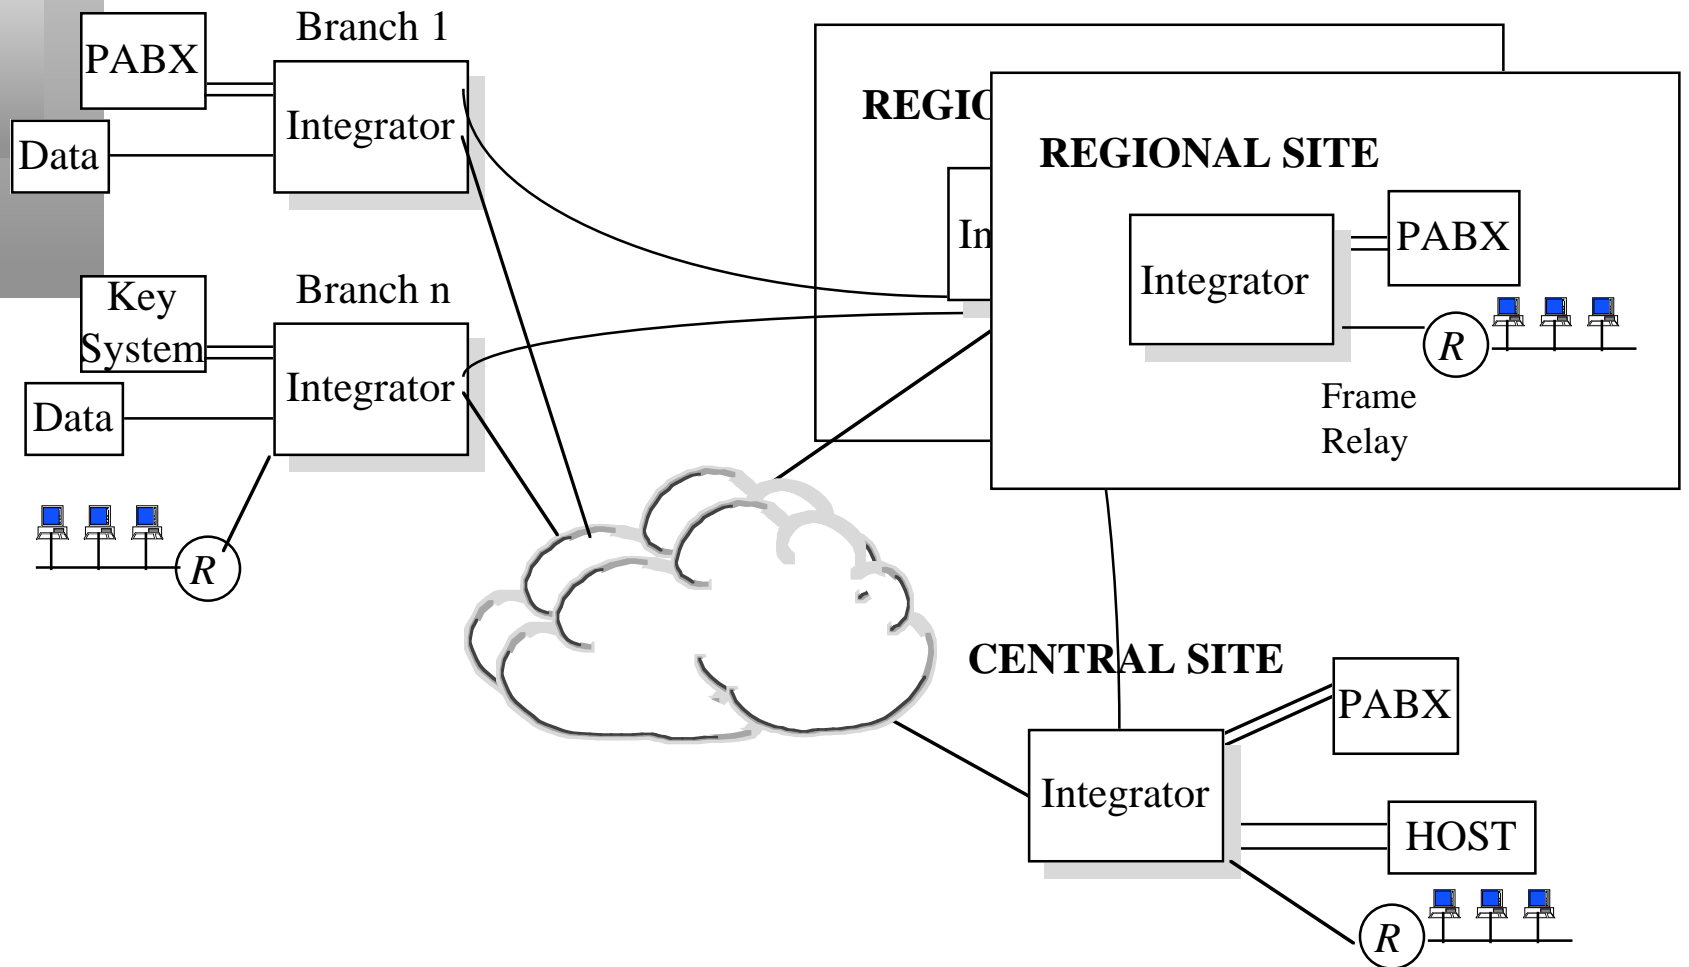 Branch 1
PABX
Integrator
Data
REGIO
REGIONAL SITE
In
Integrator
PABX
R
Frame
Relay
Branch n
Key
System
Integrator
Data
R
CENTRAL SITE
PABX
Integrator
HOST
R